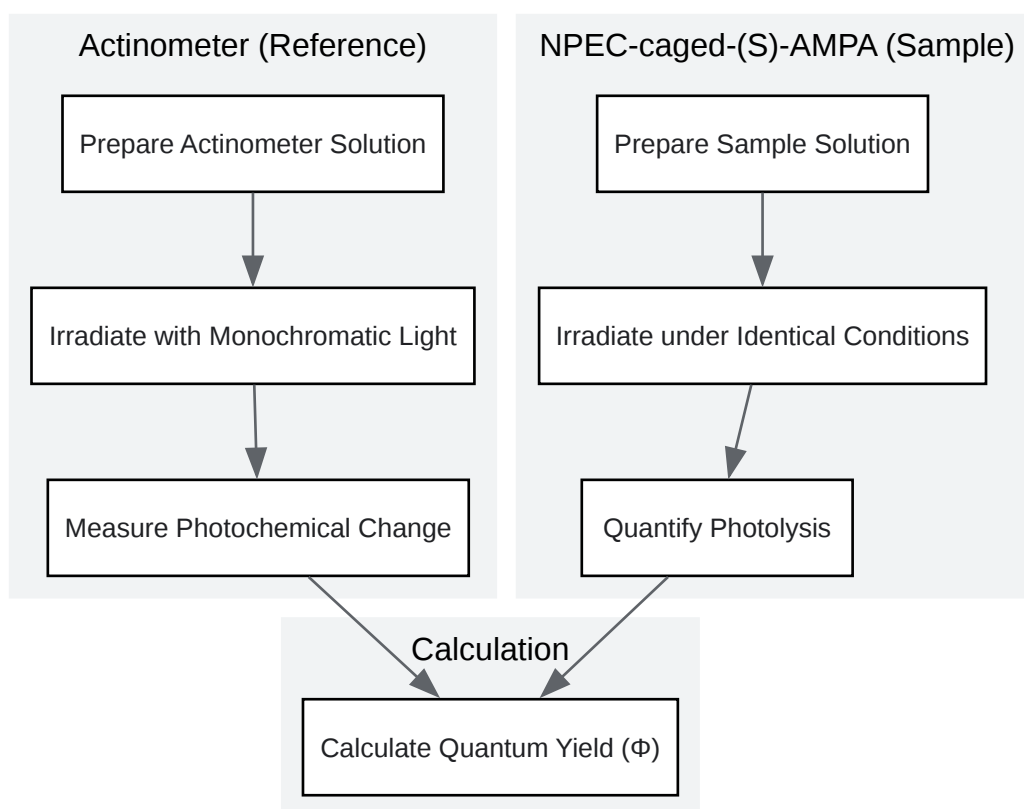 Actinometer (Reference)
Prepare Actinometer Solution
Irradiate with Monochromatic Light
Measure Photochemical Change
NPEC-caged-(S)-AMPA (Sample)
Prepare Sample Solution
Irradiate under Identical Conditions
Quantify Photolysis
Calculation
Calculate Quantum Yield (Φ)